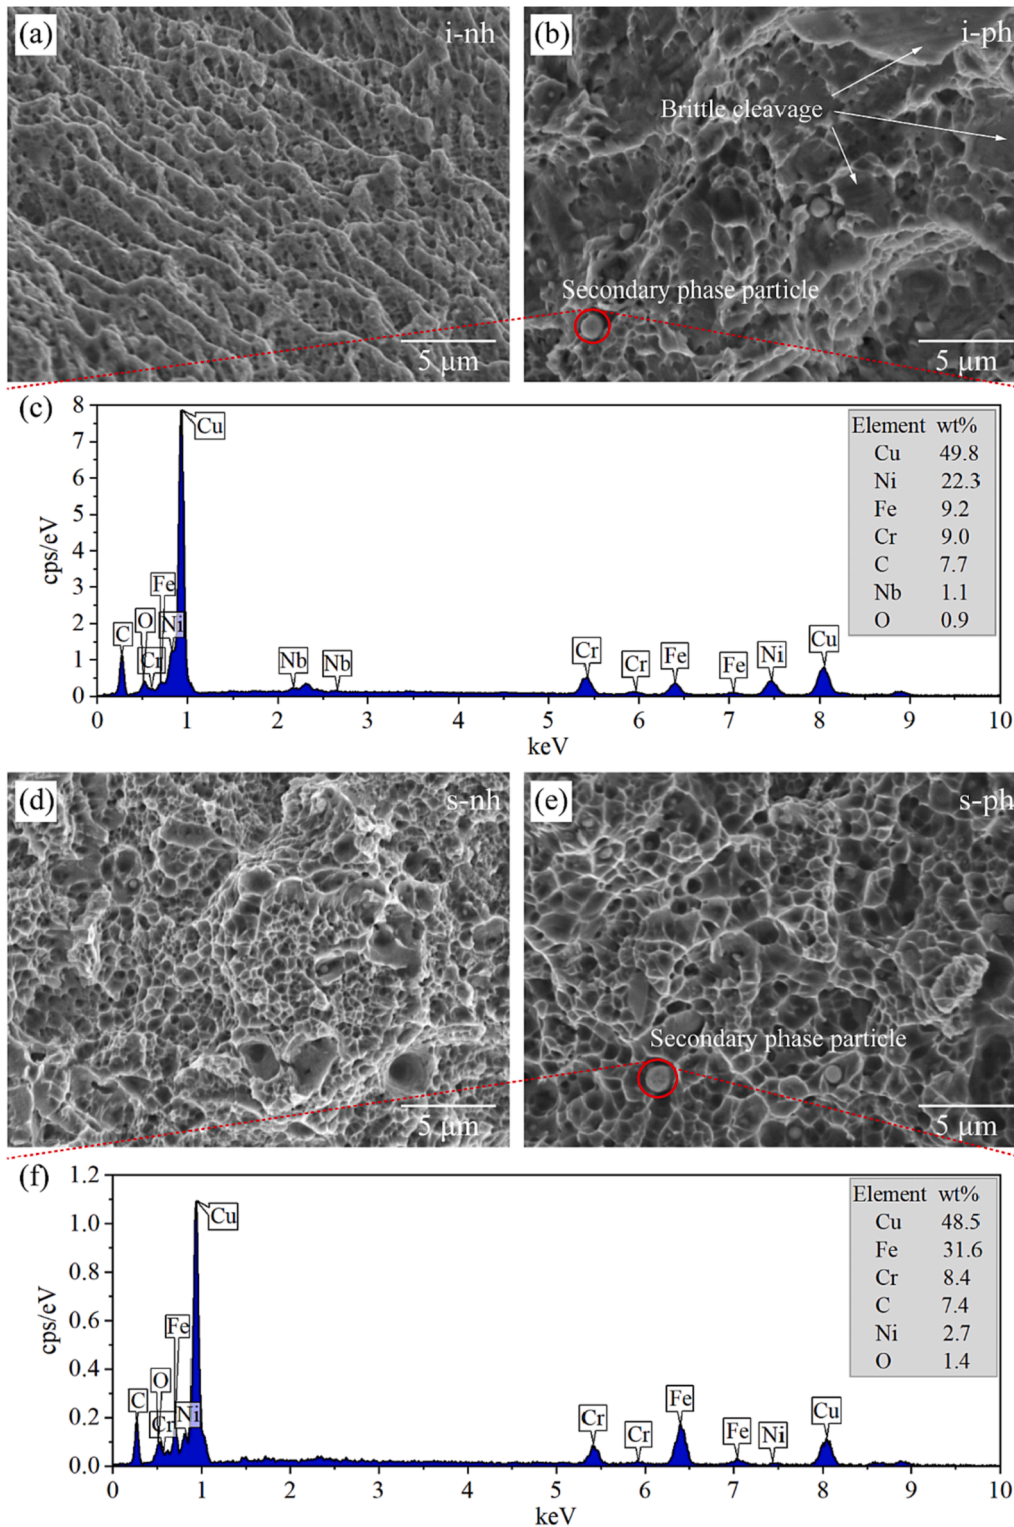 (a) i-nh
5 μm
(b) i-ph
Brittle cleavage
Secondary phase particle
5 μm
(c)
cps/eV
8
7
6
5
4
3
2
1
0
Cu
Fe
O
C
Ni
Cr
Nb Nb
Cr Cr Fe Fe Ni Cu
0 1 2 3 4 5 6 7 8 9 10
keV
Element wt%
Cu 49.8
Ni 22.3
Fe 9.2
Cr 9.0
C 7.7
Nb 1.1
O 0.9
(d) s-nh
5 μm
(e) s-ph
Secondary phase particle
5 μm
(f)
cps/eV
1.2
1.0
0.8
0.6
0.4
0.2
0.0
Cu
Fe
O
C
Cr Ni
Cr Cr Fe Fe Ni Cu
0 1 2 3 4 5 6 7 8 9 10
keV
Element wt%
Cu 48.5
Fe 31.6
Cr 8.4
C 7.4
Ni 2.7
O 1.4